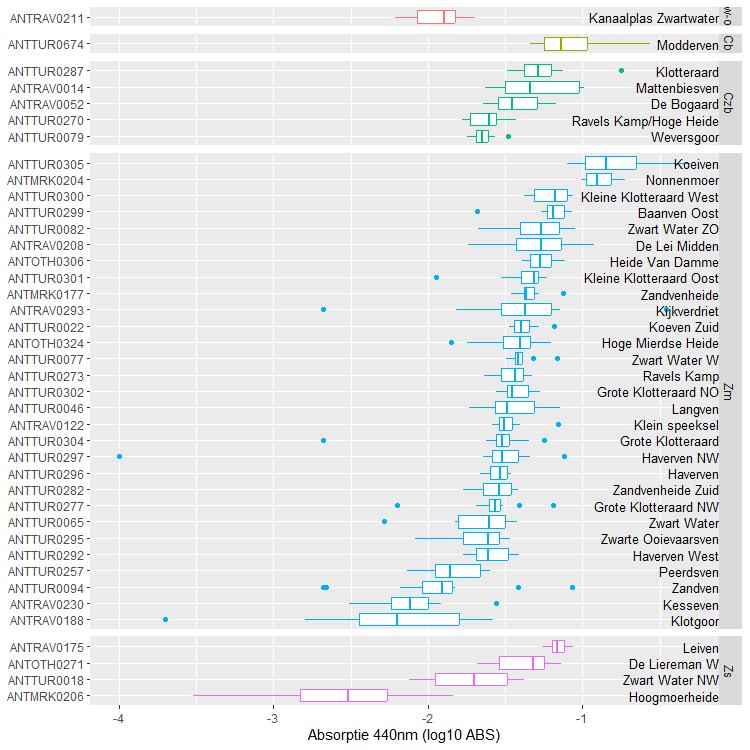 ANTRAV0211 Kanaalplas Zwartwater
ANTTUR0674 Modderven Cb
ANTTUR0287 Klotteraard
ANTRAV0014 Mattenbiesven
ANTRAV0052 De Bogaard
ANTTUR0270 Ravels Kamp/Hoge Heide
ANTTUR0079 Weversgoor
Czb
ANTTUR0305 Koeiven
ANTMRK0204 Nonnenmoer
ANTTUR0300 Kleine Klotteraard West
ANTTUR0299 Baanven Oost
ANTTUR0082 Zwart Water ZO
ANTRAV0208 De Lei Midden
ANTOTH0306 Heide Van Damme
ANTTUR0301 Kleine Klotteraard Oost
ANTMRK0177 Zandvenheide
ANTRAV0293 Kijkverdriet
ANTTUR0022 Koeven Zuid
ANTOTH0324 Hoge Mierdse Heide
ANTTUR0077 Zwart Water W
ANTTUR0273 Ravels Kamp
ANTTUR0302 Grote Klotteraard NO
ANTTUR0046 Langven
ANTRAV0122 Klein speeksel
ANTTUR0304 Grote Klotteraard
ANTTUR0297 Haverven NW
ANTTUR0296 Haverven
ANTTUR0282 Zandvenheide Zuid
ANTTUR0277 Grote Klotteraard NW
ANTTUR0065 Zwart Water
ANTTUR0295 Zwarte Ooievaarsven
ANTTUR0292 Haverven West
ANTTUR0257 Peerdsven
ANTTUR0094 Zandven
ANTRAV0230 Kesseven
ANTRAV0188 Klotgoor
Zm
ANTRAV0175 Leiven
ANTOTH0271 De Liereman W
ANTTUR0018 Zwart Water NW
ANTMRK0206 Hoogmoerheide
Zs
-4 -3 -2 -1
Absorptie 440nm (log10 ABS)